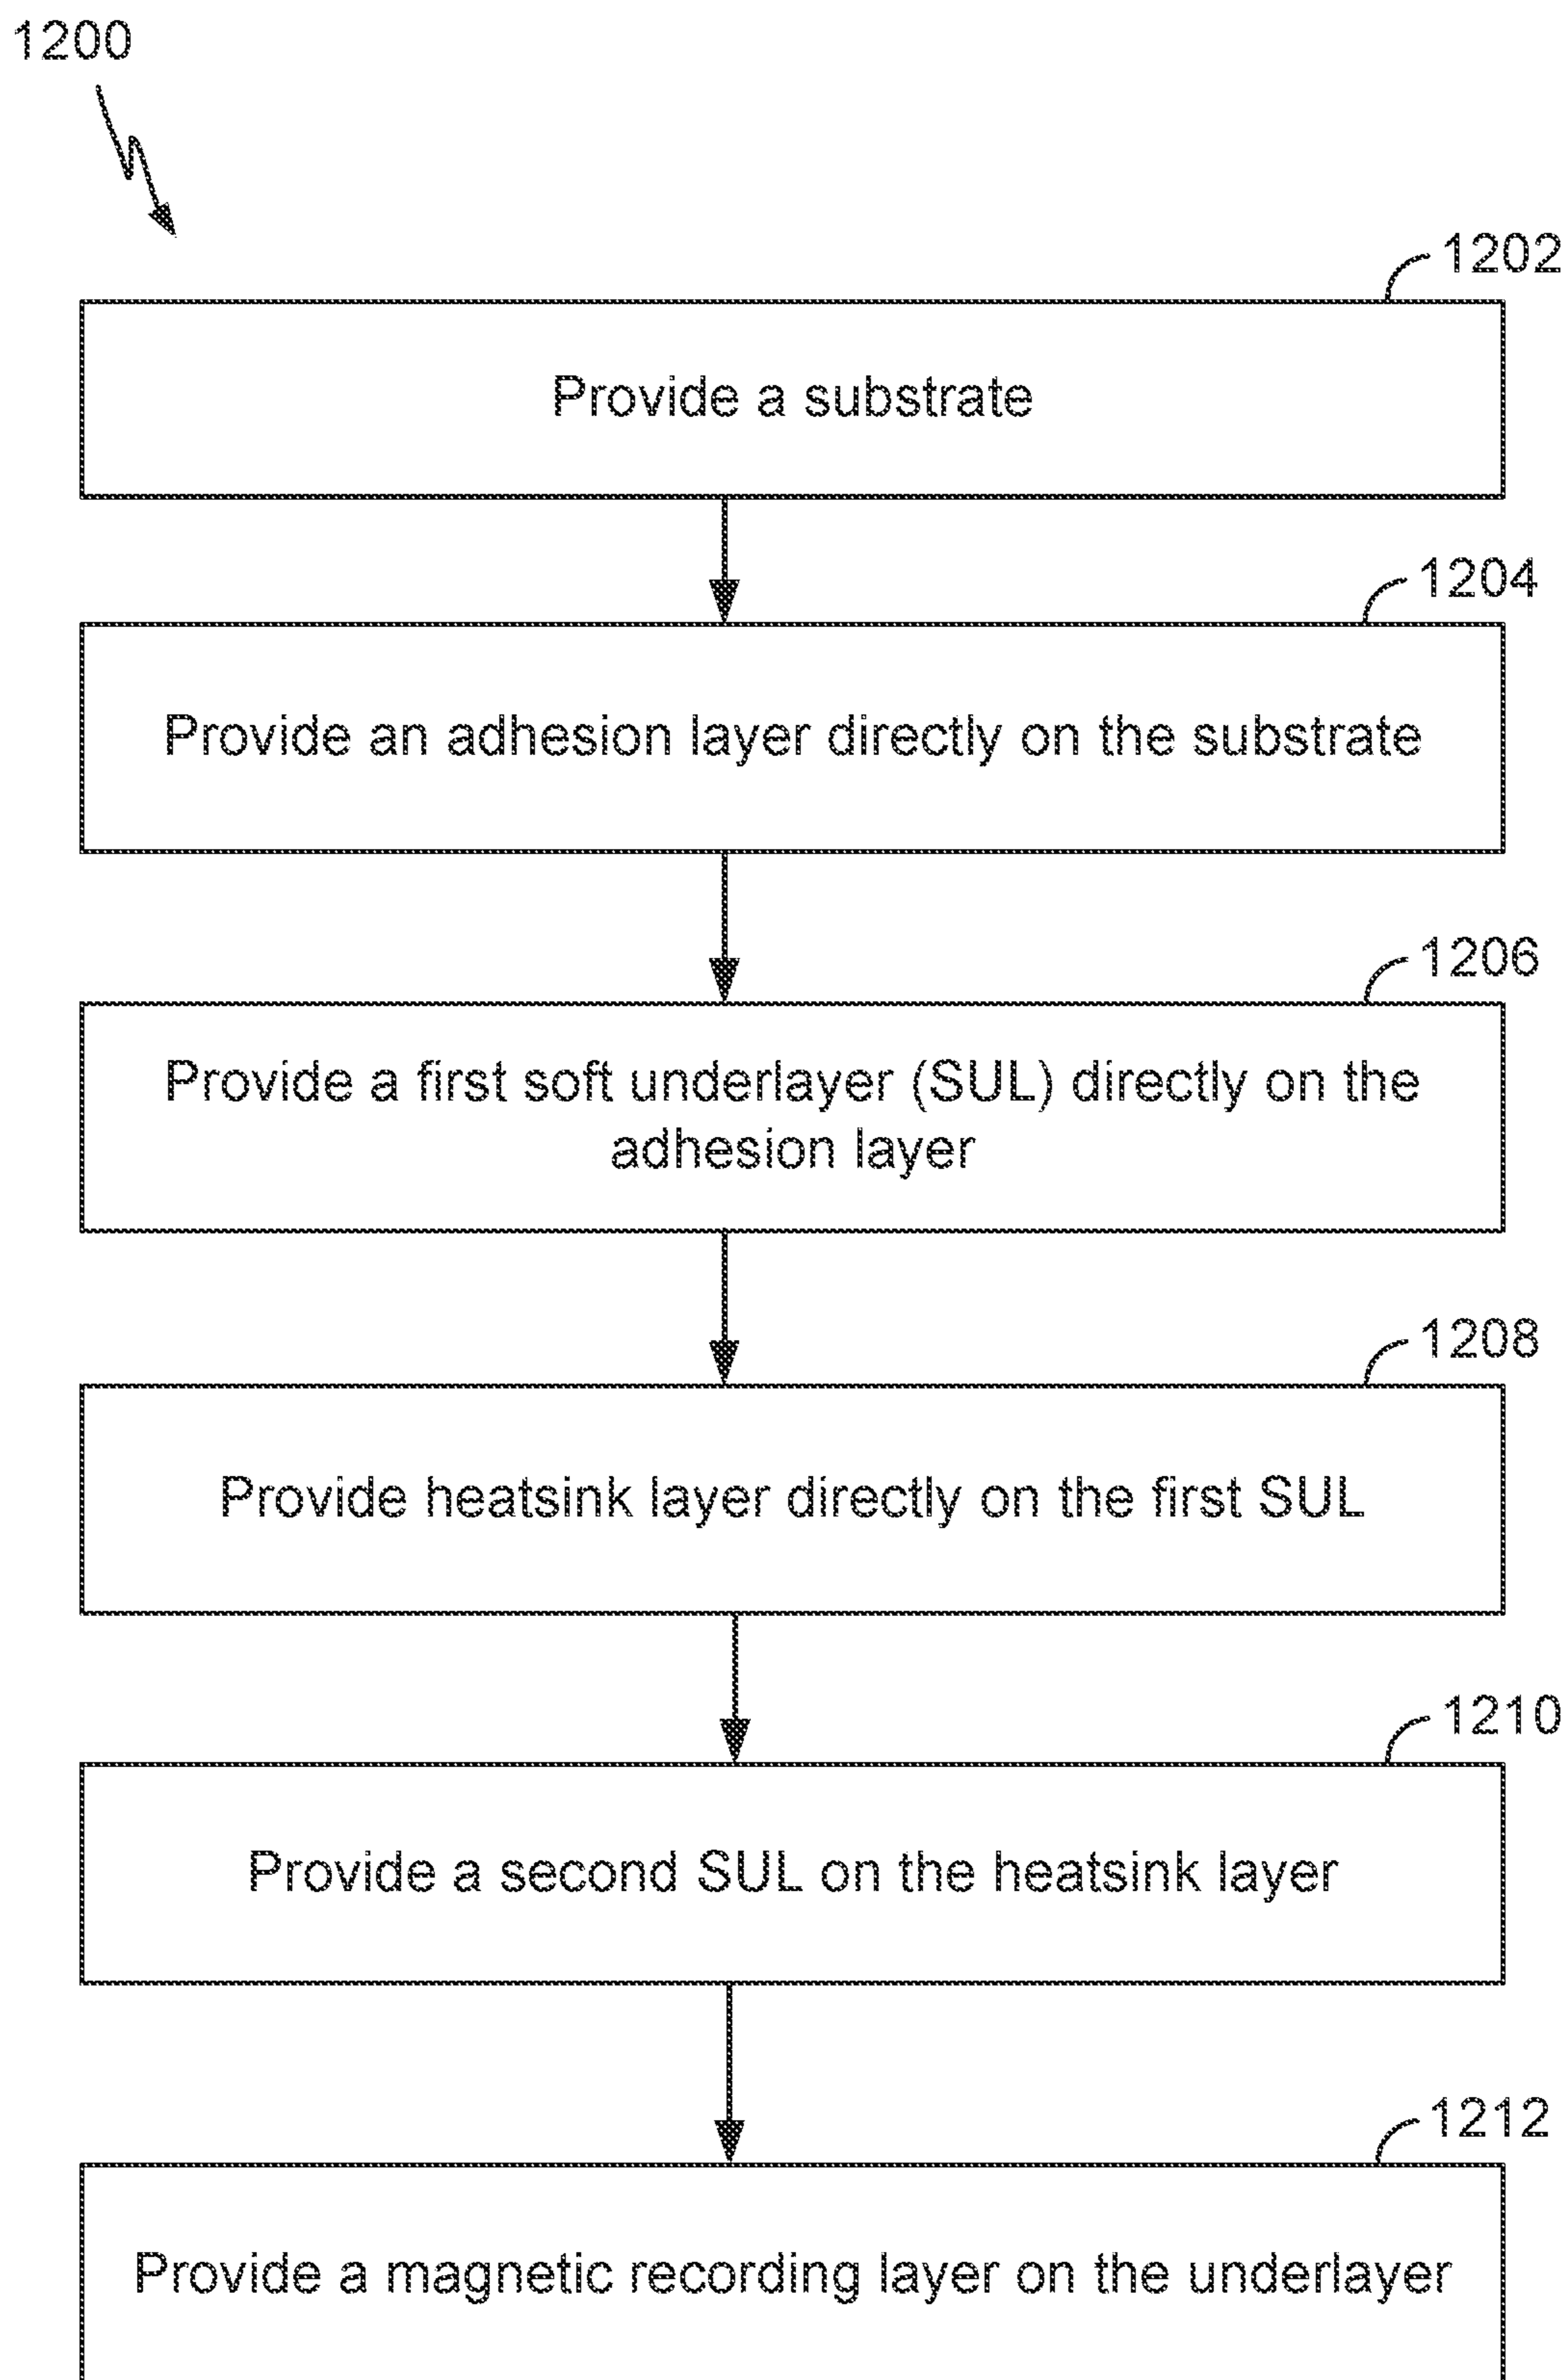 1200
1202
Provide a substrate
1204
Provide an adhesion layer directly on the substrate
1206
Provide a first soft underlayer (SUL) directly on the
adhesion layer
1208
Provide heatsink layer directly on the first SUL
1210
Provide a second SUL on the heatsink layer
1212
Provide a magnetic recording layer on the underlayer